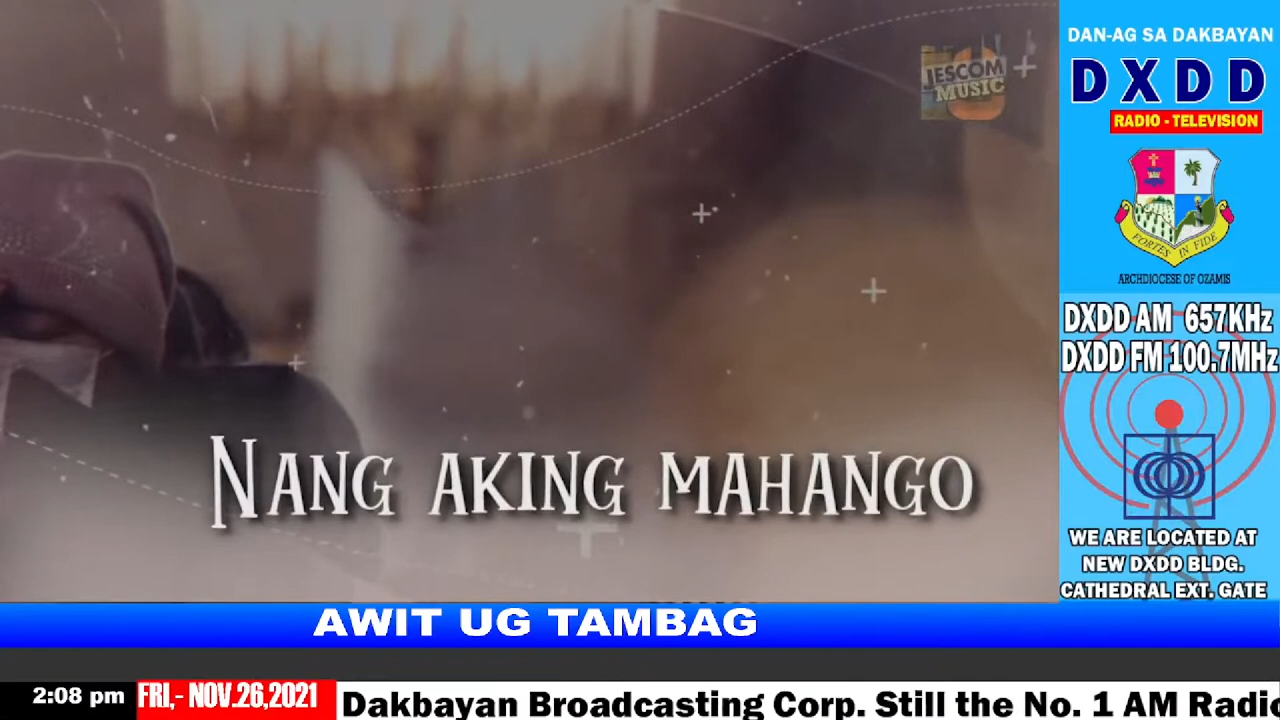 JESCOM
MUSIC
NANG AKING MAHANGO
DAN-AG SA DAKBAYAN
DXDD
RADIO - TELEVISION
FORTES IN FIDE
ARCHDIOCESE OF OZAMIS
DXDD AM 657KHz
DXDD FM 100.7MHz
WE ARE LOCATED AT
NEW DXDD BLDG.
CATHEDRAL EXT. GATE
AWIT UG TAMBAG
2:08 pm
FRI,- NOV.26,2021
Dakbayan Broadcasting Corp. Still the No. 1 AM Radio